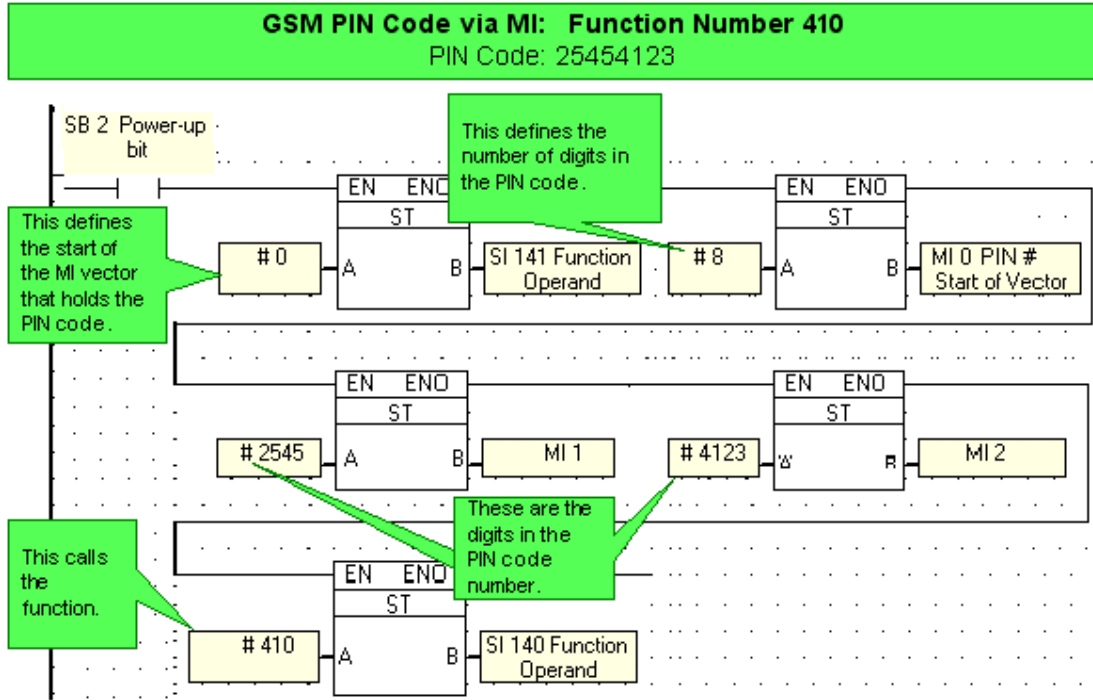 GSM PIN Code via MI: Function Number 410
PIN Code: 25454123
SB 2 Power-up
bit
This defines the
number of digits in
the PIN code.
EN ENO
ST
EN ENO
ST
This defines
the start of
the MI vector
that holds the
PIN code.
# 0
A
B
SI 141 Function
Operand
# 8
A
B
MI 0 PIN #
Start of Vector
EN ENO
ST
EN ENO
ST
# 2545
A
B
MI 1
# 4123
A
B
MI 2
These are the
digits in the
PIN code
number.
This calls
the
function.
EN ENO
ST
# 410
A
B
SI 140 Function
Operand